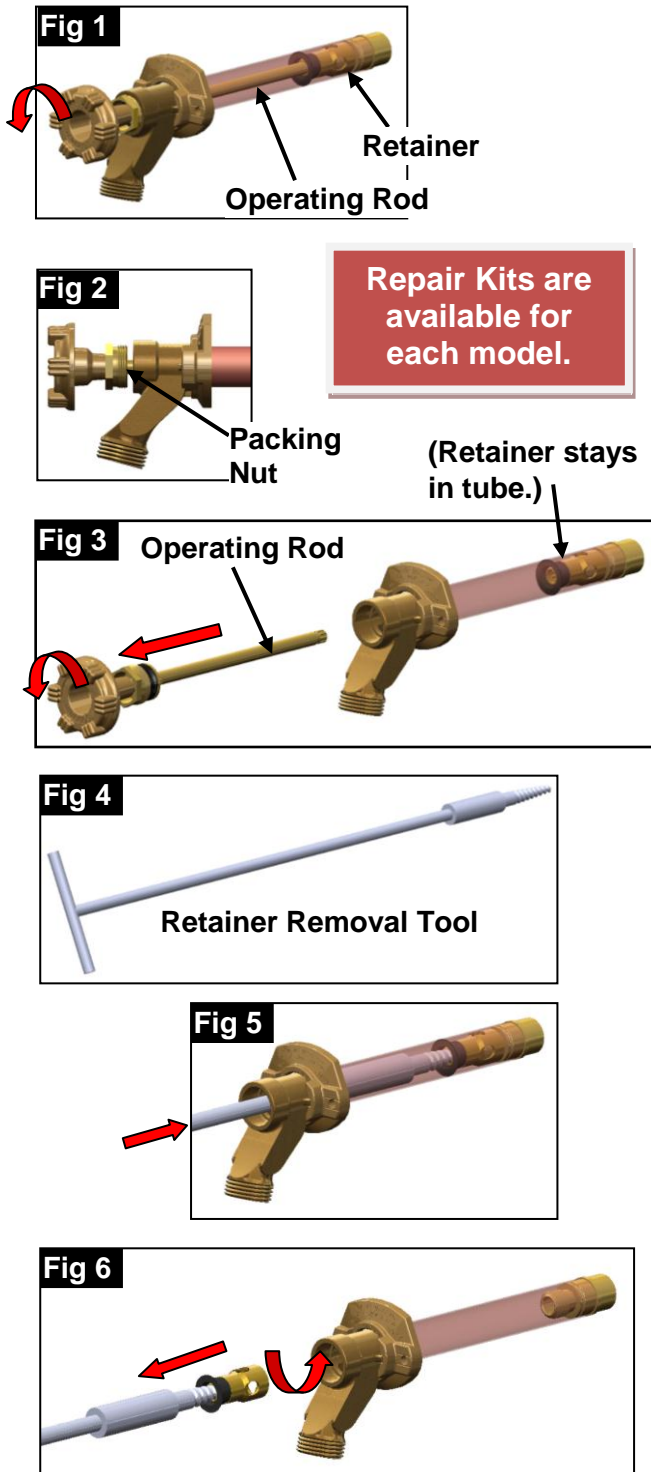 Fig 1
Retainer
Operating Rod
Fig 2
Repair Kits are
available for
each model.
Packing
Nut
(Retainer stays
in tube.)
Fig 3
Operating Rod
Fig 4
Retainer Removal Tool
Fig 5
Fig 6